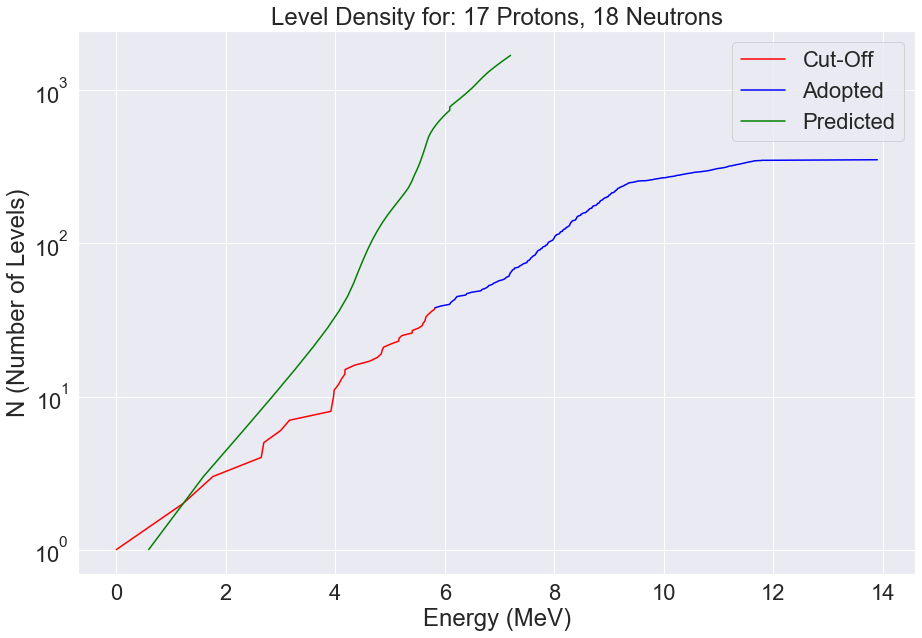 Level Density for: 17 Protons, 18 Neutrons
Cut-Off
Adopted
Predicted
N (Number of Levels)
10³
10²
10¹
10⁰
0 2 4 6 8 10 12 14
Energy (MeV)